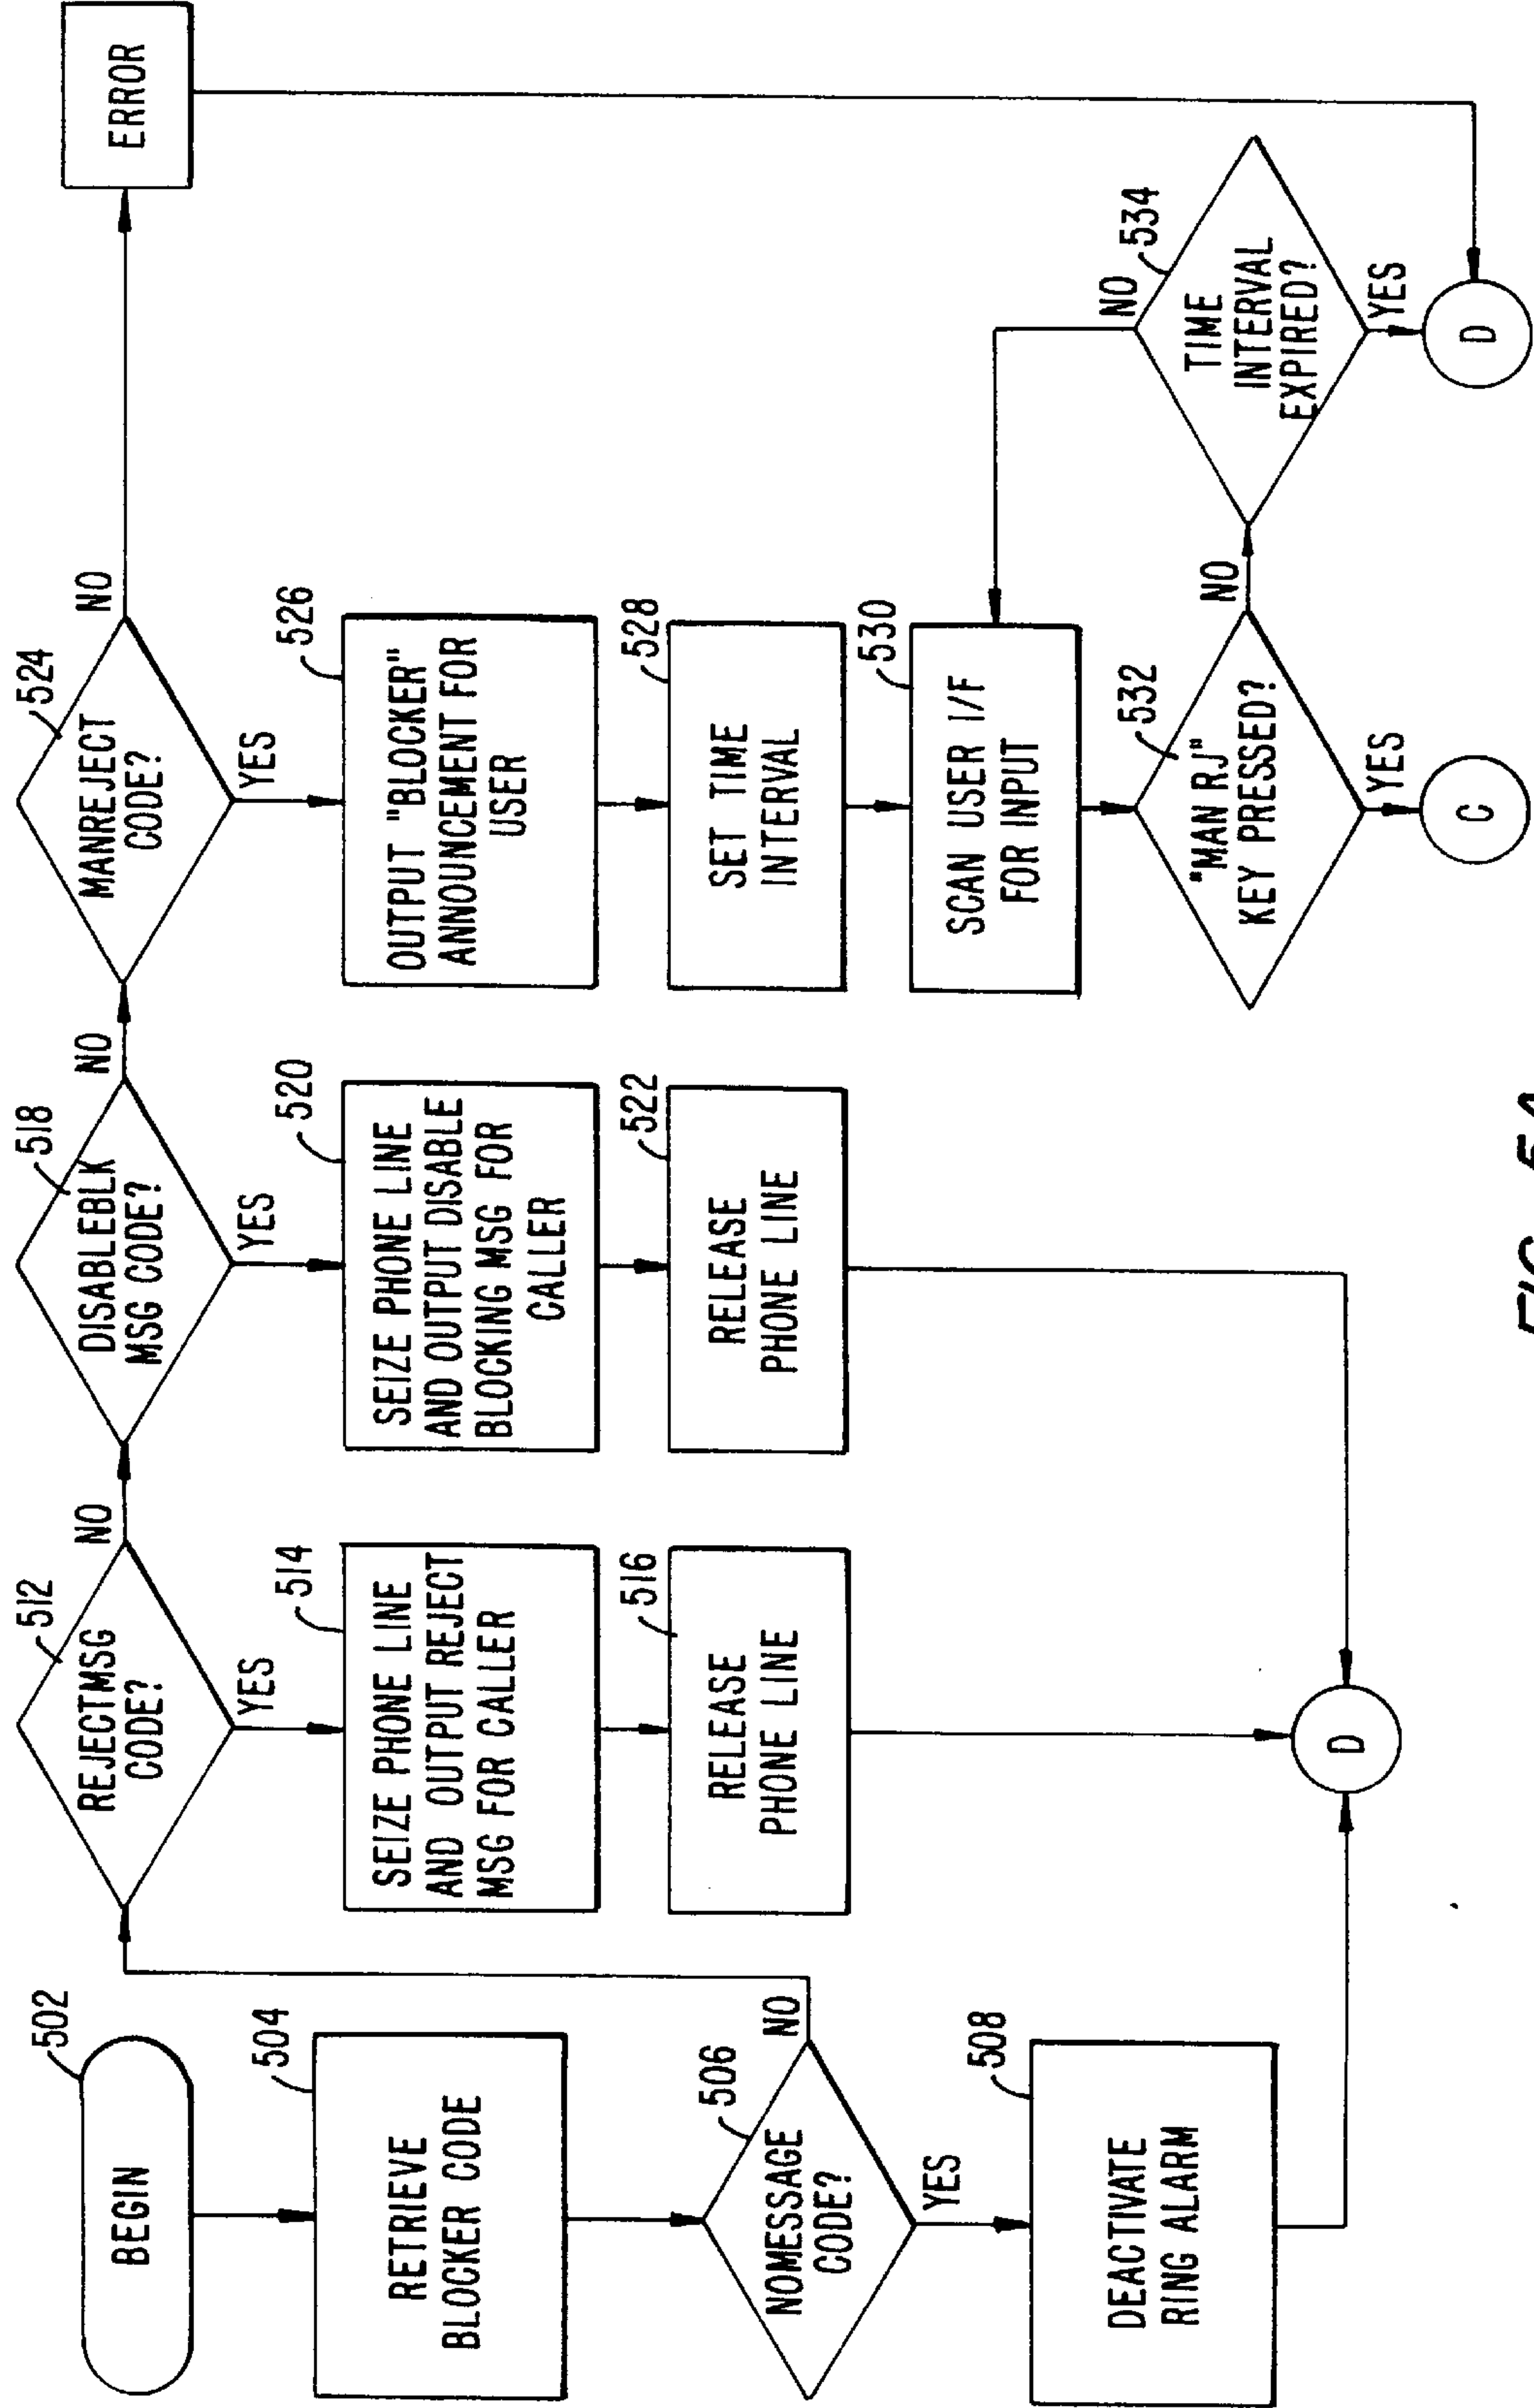 502
BEGIN
504
RETRIEVE
BLOCKER CODE
506
NOMESSAGE
CODE?
NO
YES
508
DEACTIVATE
RING ALARM
512
REJECTMSG
CODE?
NO
YES
514
SEIZE PHONE LINE
AND OUTPUT REJECT
MSG FOR CALLER
516
RELEASE
PHONE LINE
D
518
DISABLEBLK
MSG CODE?
NO
YES
520
SEIZE PHONE LINE
AND OUTPUT DISABLE
BLOCKING MSG FOR
CALLER
522
RELEASE
PHONE LINE
524
MANREJECT
CODE?
NO
YES
526
OUTPUT "BLOCKER"
ANNOUNCEMENT FOR
USER
528
SET TIME
INTERVAL
530
SCAN USER I/F
FOR INPUT
532
"MAN RJ"
KEY PRESSED?
NO
YES
C
534
TIME
INTERVAL
EXPIRED?
NO
YES
D
ERROR